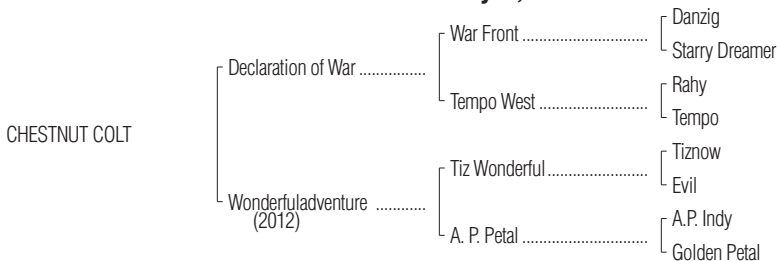 Danzig
War Front
Starry Dreamer
Declaration of War
Rahy
Tempo West
Tempo
CHESTNUT COLT
Tiznow
Tiz Wonderful
Evil
Wonderfuladventure
(2012)
A.P. Indy
A. P. Petal
Golden Petal